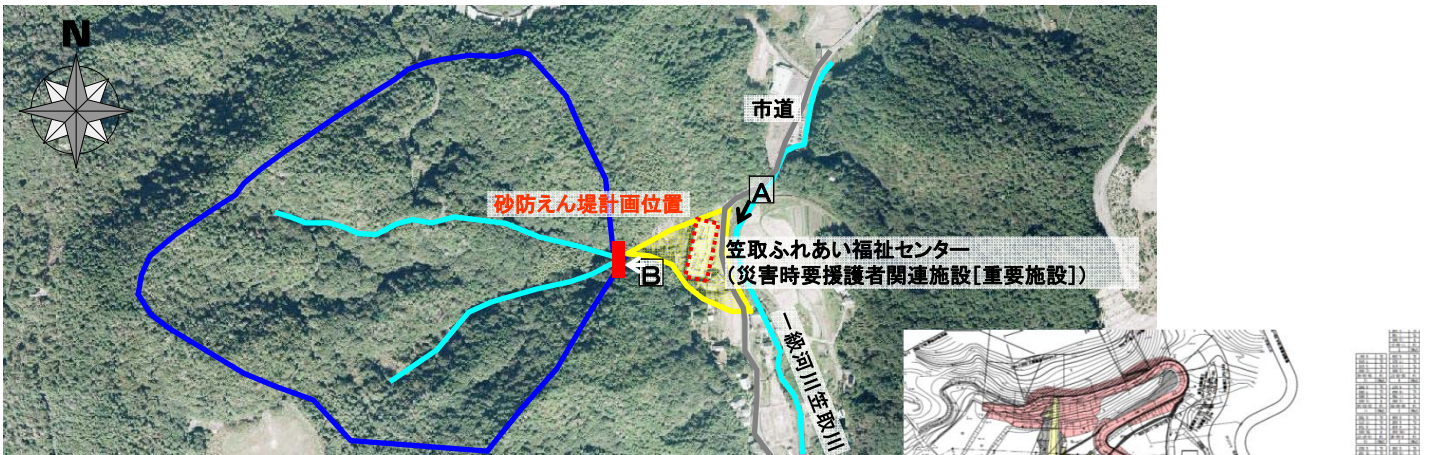 N
市道
A
砂防えん堤計画位置
笠取ふれあい福祉センター
(災害時要援護者関連施設[重要施設])
B
一級河川笠取川